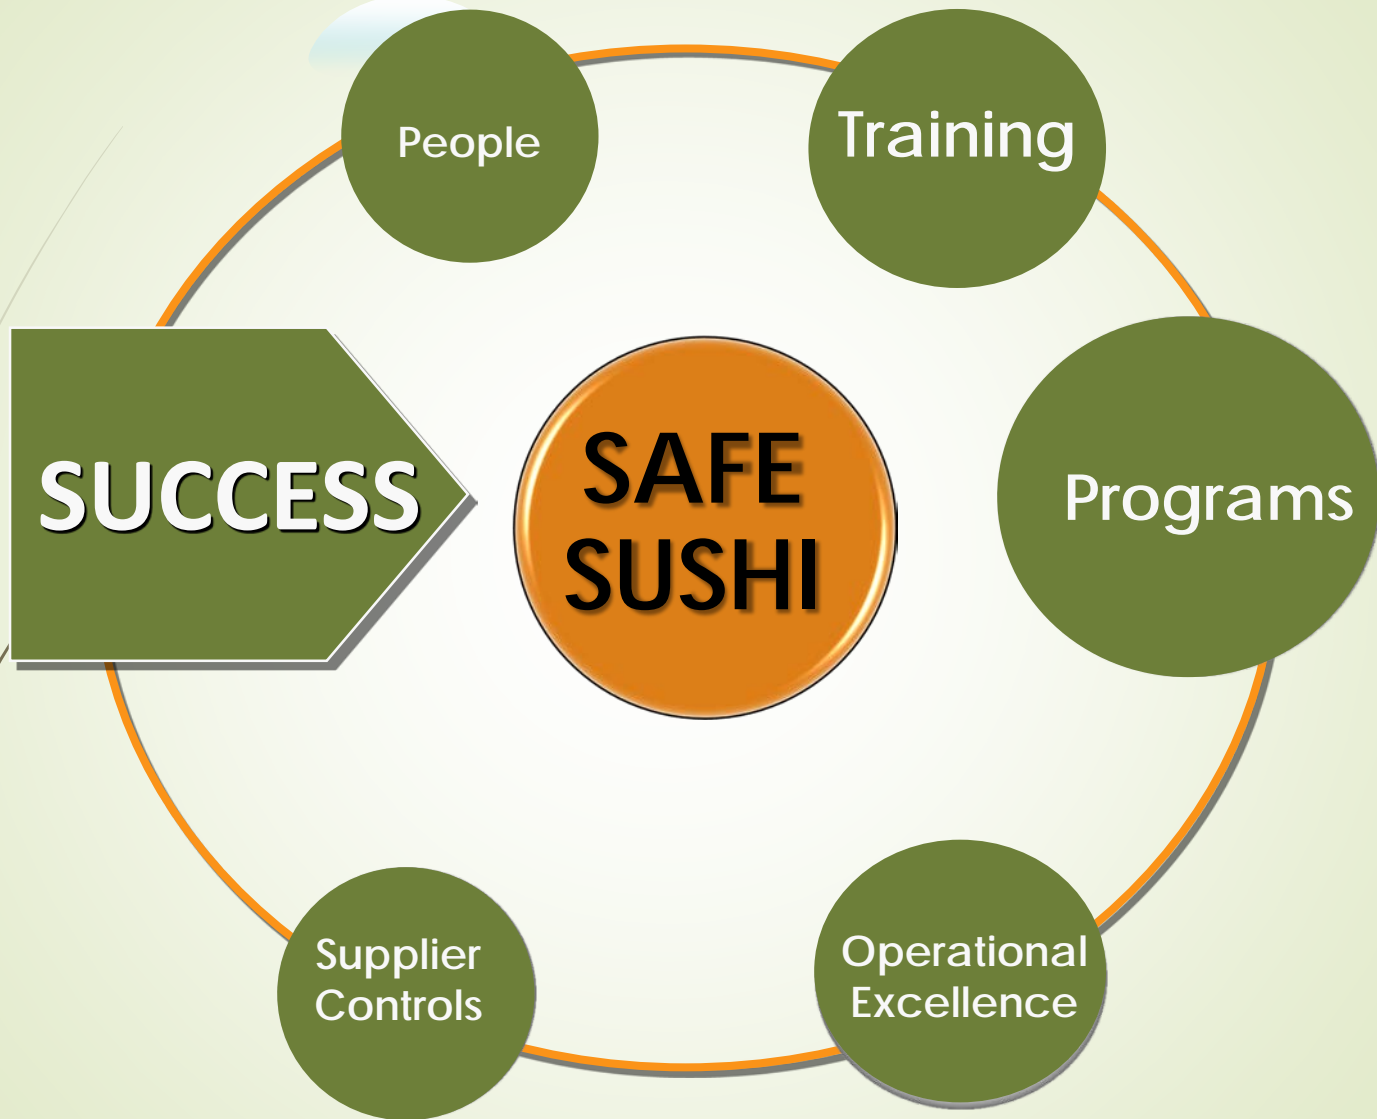 People
Training
SUCCESS
SAFE
SUSHI
Programs
Supplier
Controls
Operational
Excellence